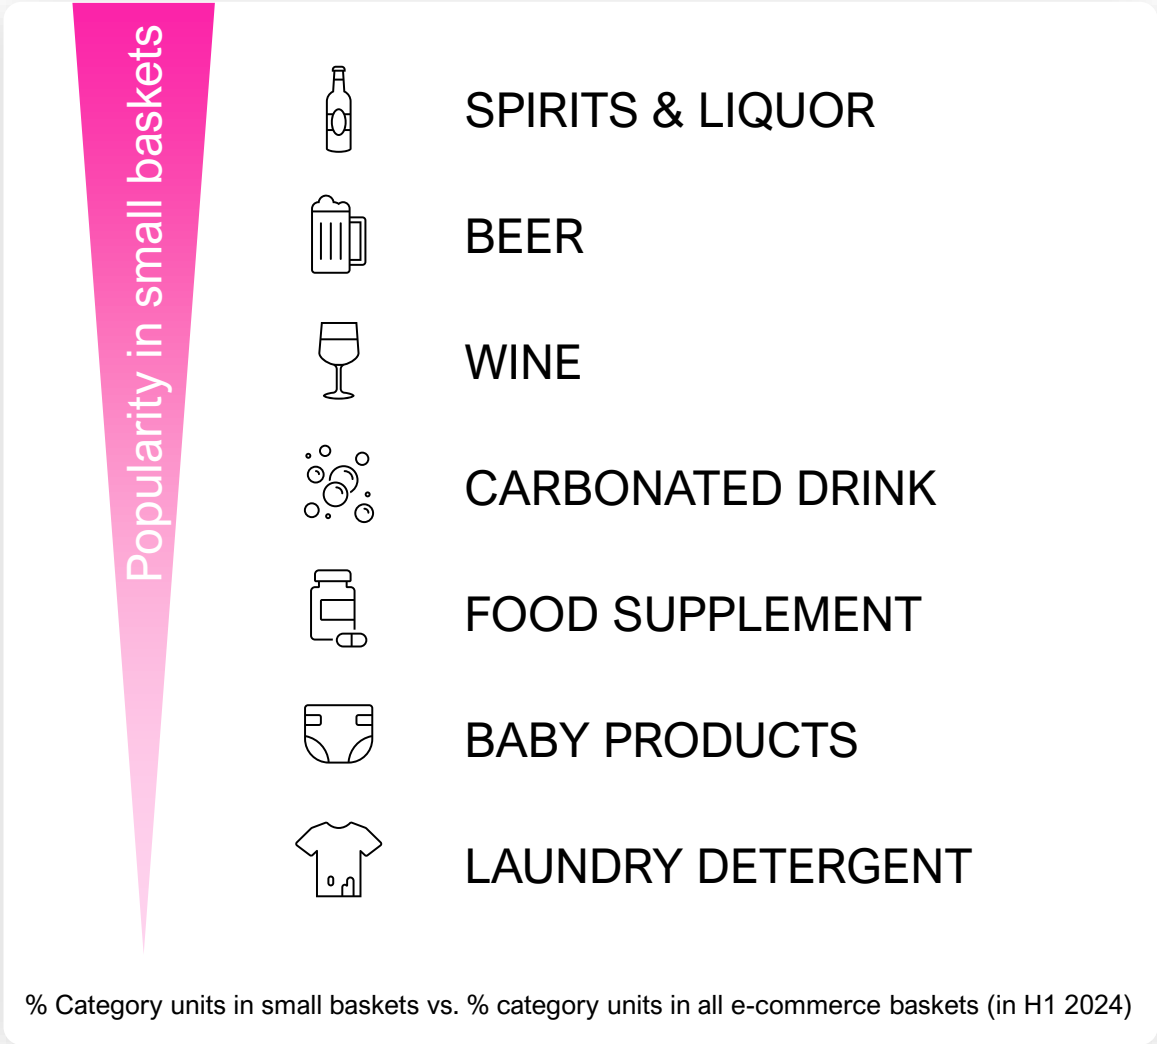 Popularity in small baskets
SPIRITS & LIQUOR
BEER
WINE
CARBONATED DRINK
FOOD SUPPLEMENT
BABY PRODUCTS
LAUNDRY DETERGENT
% Category units in small baskets vs. % category units in all e-commerce baskets (in H1 2024)